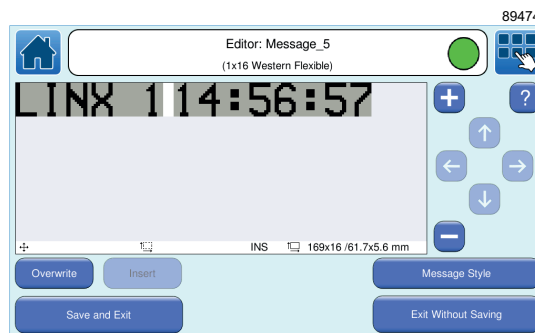 89474
Editor: Message_5
(1x16 Western Flexible)
?
LINX 1 14:56:57
INS 169x16 /61.7x5.6 mm
Overwrite Insert Message Style
Save and Exit Exit Without Saving